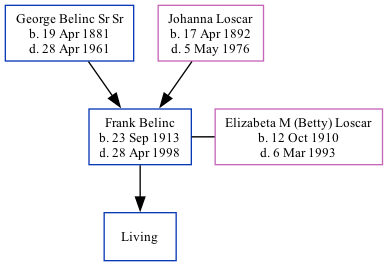 George Belinc Sr Sr
b. 19 Apr 1881
d. 28 Apr 1961
Johanna Loscar
b. 17 Apr 1892
d. 5 May 1976
Frank Belinc
b. 23 Sep 1913
d. 28 Apr 1998
Elizabeta M (Betty) Loscar
b. 12 Oct 1910
d. 6 Mar 1993
Living